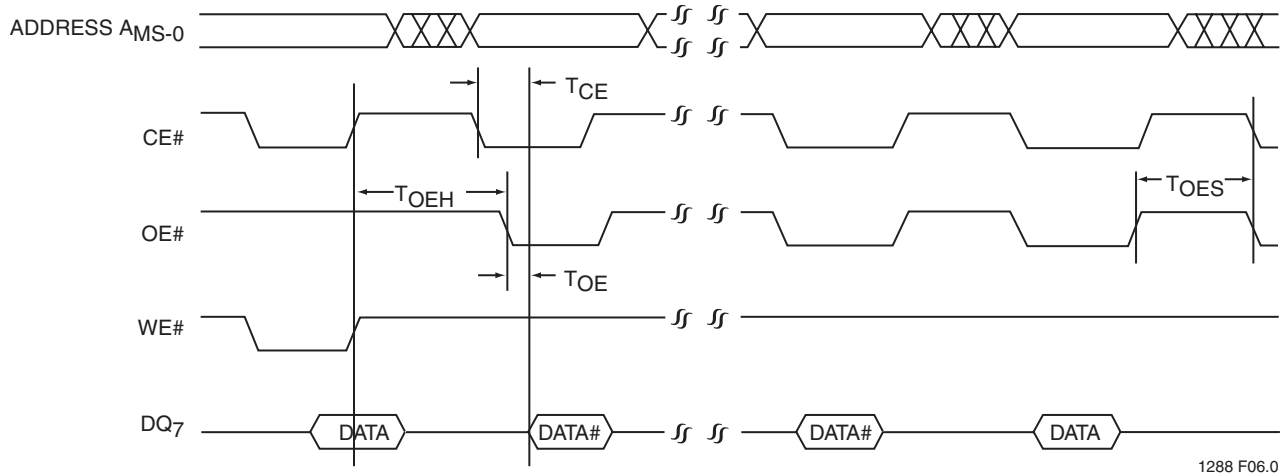 ADDRESS AMS-0
TCE
CE#
TOEH
TOES
OE#
TOE
WE#
DQ7
DATA
DATA#
DATA#
DATA
1288 F06.0